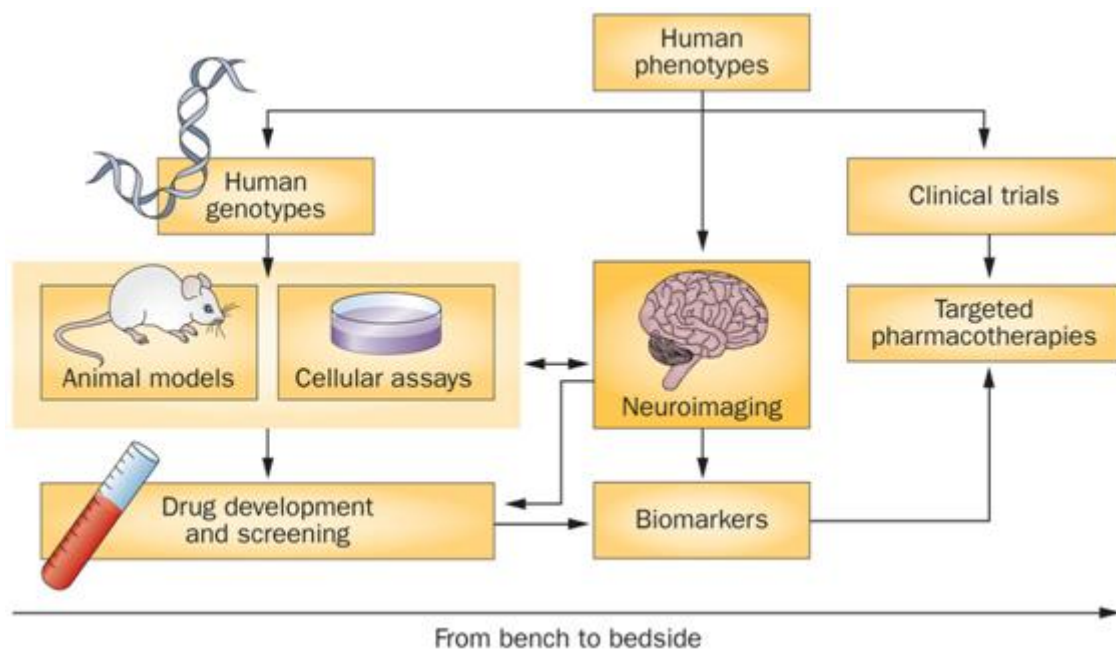 Human
phenotypes
Human
genotypes
Clinical trials
Animal models
Cellular assays
Neuroimaging
Targeted
pharmacotherapies
Drug development
and screening
Biomarkers
From bench to bedside